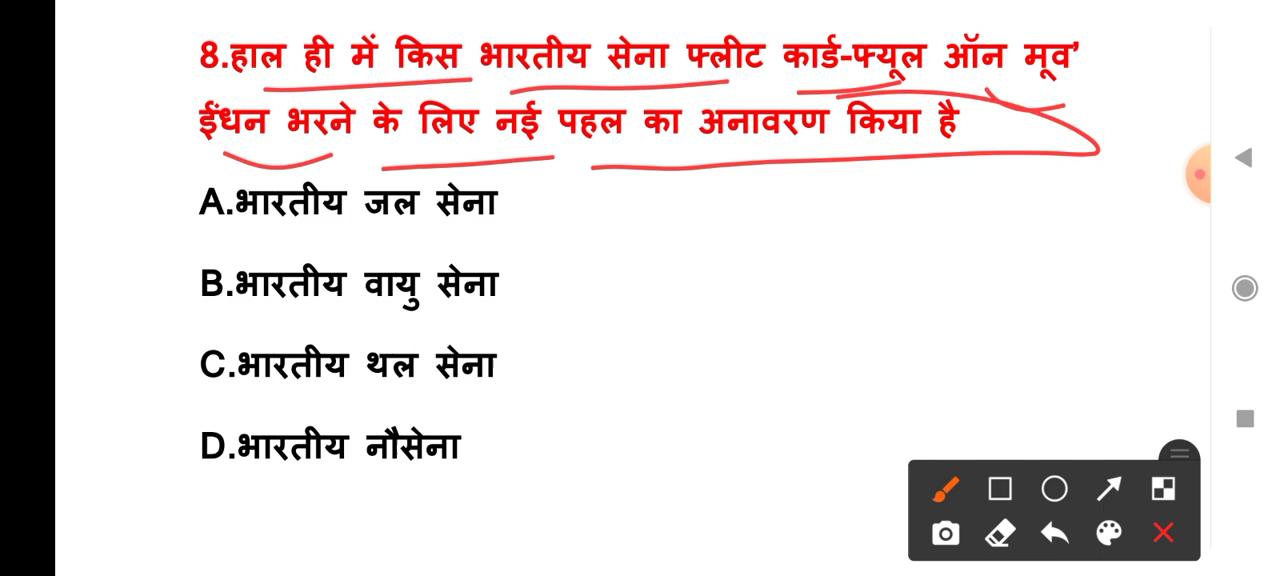 8.हाल ही में किस भारतीय सेना फ्लीट कार्ड-फ्यूल ऑन मूव’
ईंधन भरने के लिए नई पहल का अनावरण किया है
A.भारतीय जल सेना
B.भारतीय वायु सेना
C.भारतीय थल सेना
D.भारतीय नौसेना